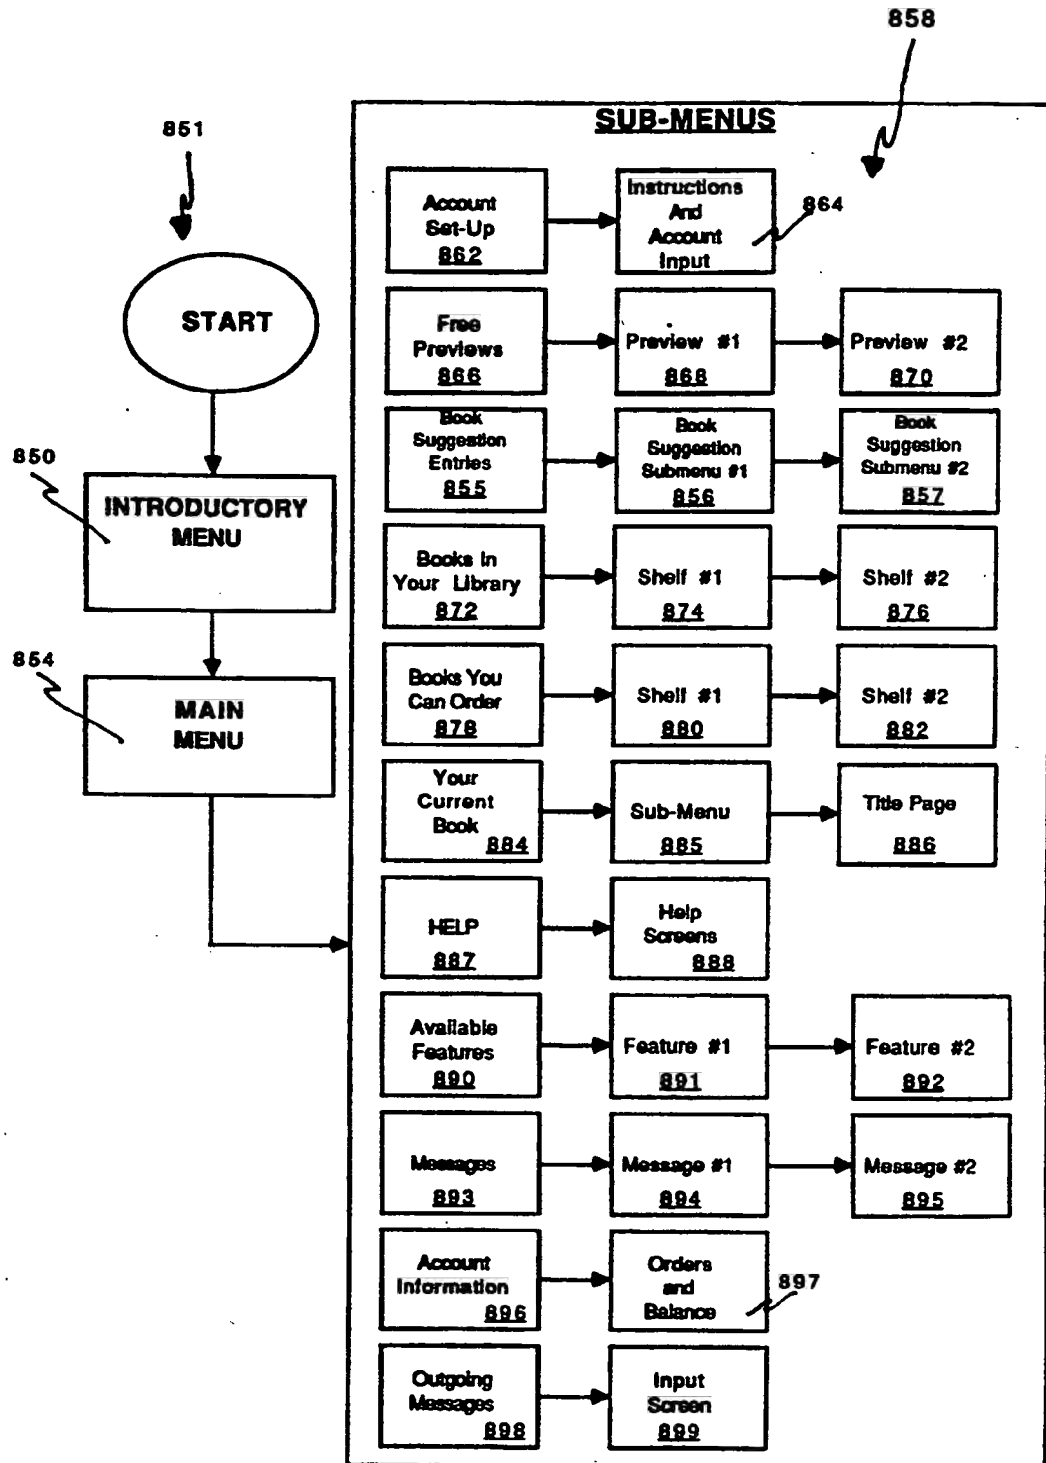 858
851
SUB-MENUS
Account
Set-Up
862
Instructions
And
Account
Input
864
START
Free
Previews
866
Preview #1
868
Preview #2
870
Book
Suggestion
Entries
855
Book
Suggestion
Submenu #1
856
Book
Suggestion
Submenu #2
857
850
INTRODUCTORY
MENU
Books In
Your Library
872
Shelf #1
874
Shelf #2
876
854
MAIN
MENU
Books You
Can Order
878
Shelf #1
880
Shelf #2
882
Your
Current
Book
884
Sub-Menu
885
Title Page
886
HELP
887
Help
Screens
888
Available
Features
890
Feature #1
891
Feature #2
892
Messages
893
Message #1
894
Message #2
895
Account
Information
896
Orders
and
Balance
897
Outgoing
Messages
898
Input
Screen
899